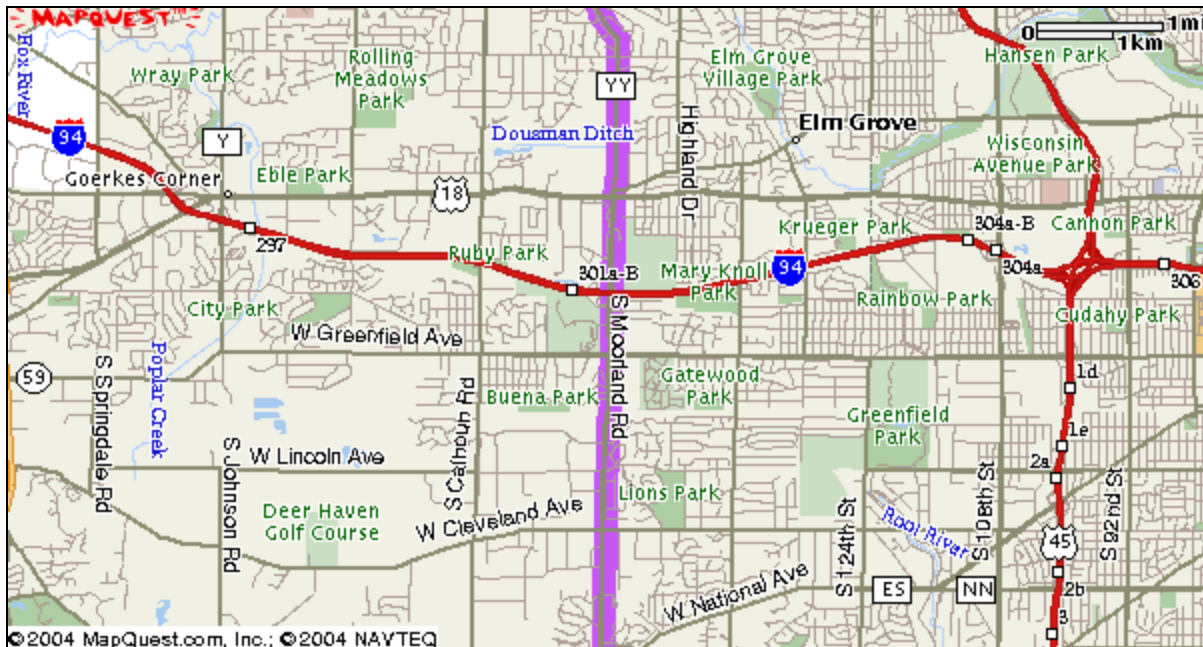 MAPQUEST™
0
1mi
1km
Fox River
Wray Park
Rolling
Meadows
Park
Elm Grove
Village Park
Hansen Park
94
Y
YY
Dousman Ditch
Highland Dr
Elm Grove
Wisconsin
Avenue Park
Goerkes Corner
Eble Park
18
297
Ruby Park
301a-B
Mary Knoll
Park
94
Krueger Park
304a-B
304a
Cannon Park
306
City Park
W Greenfield Ave
Rainbow Park
Cudahy Park
59
S Springdale Rd
Poplar Creek
S Calhoun Rd
Buena Park
S Moorland Rd
Gatewood
Park
Greenfield
Park
1d
1e
2a
W Lincoln Ave
S Johnson Rd
Deer Haven
Golf Course
W Cleveland Ave
Lions Park
S 124th St
Root River
S 108th St
S 92nd St
45
ES
NN
W National Ave
2b
3
©2004 MapQuest.com, Inc.; ©2004 NAVTEQ